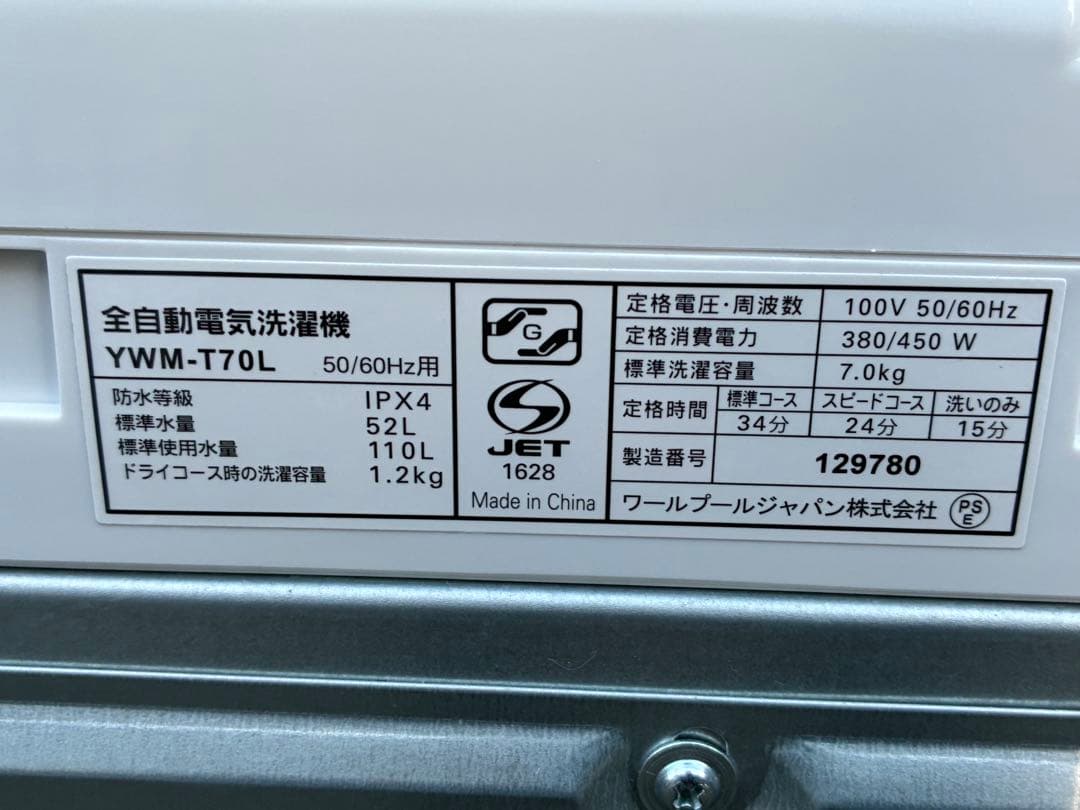 全自動電気洗濯機
YWM-T70L 50/60Hz用
防水等級 IPX4
標準水量 52L
標準使用水量 110L
ドライコース時の洗濯容量 1.2kg
G
S
JET
1628
Made in China
定格電圧・周波数 100V 50/60Hz
定格消費電力 380/450 W
標準洗濯容量 7.0kg
定格時間 標準コース スピードコース 洗いのみ
34分 24分 15分
製造番号 129780
ワールプールジャパン株式会社 PSE